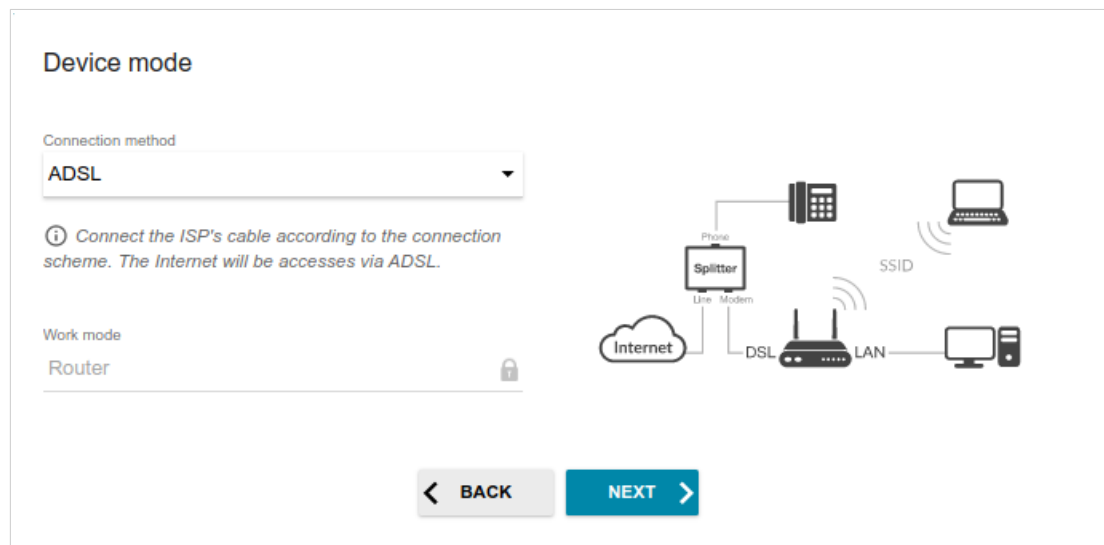 Device mode
Connection method
ADSL
Connect the ISP's cable according to the connection
scheme. The Internet will be accesses via ADSL.
Work mode
Router
Phone
Splitter
Line Modem
SSID
Internet
DSL
LAN
BACK
NEXT